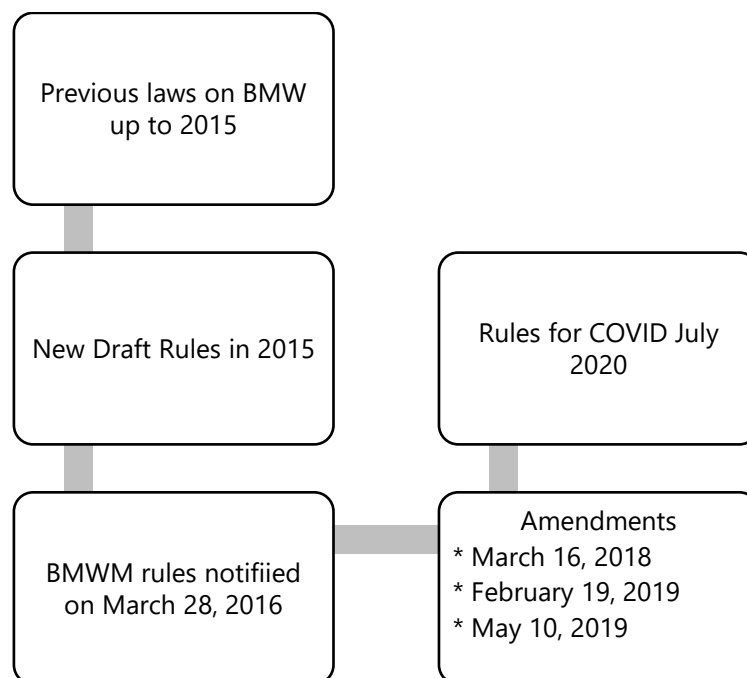 Previous laws on BMW
up to 2015
New Draft Rules in 2015
BMWM rules notifiied
on March 28, 2016
Amendments
* March 16, 2018
* February 19, 2019
* May 10, 2019
Rules for COVID July
2020